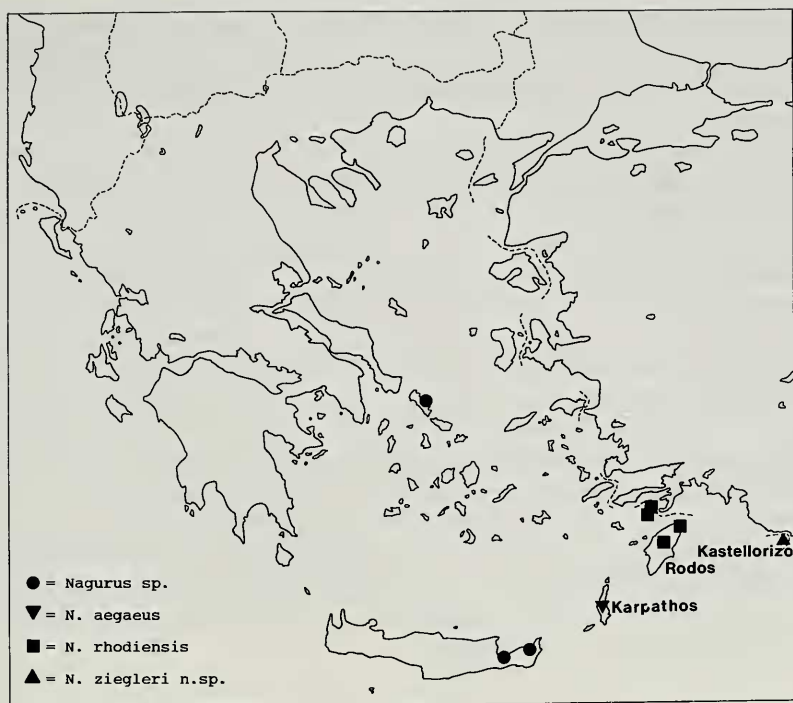 Kastellorizo
Rodos
Karpathos
● = Nagurus sp.
▼ = N. aegaeus
■ = N. rhodiensis
▲ = N. ziegleri n.sp.